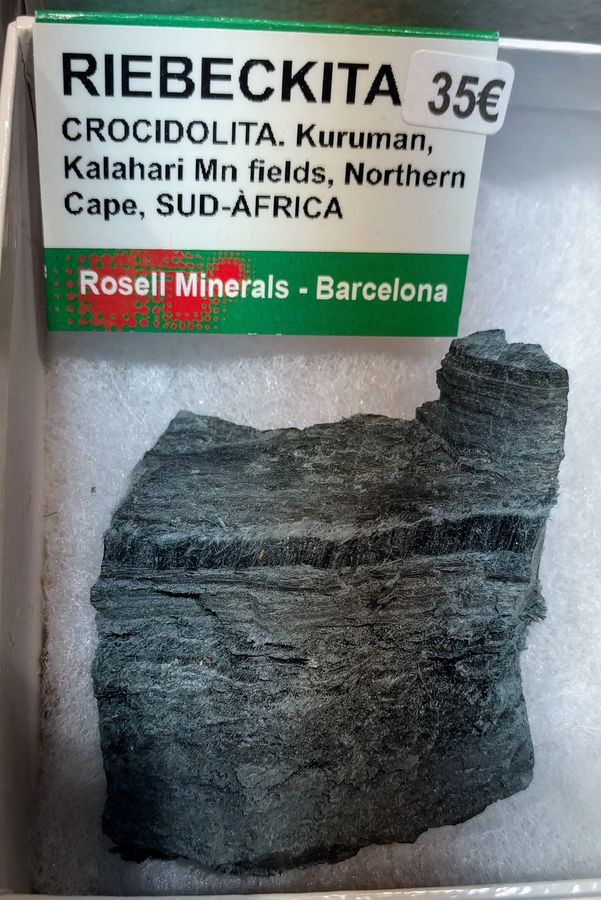 RIEBECKITA 35€
CROCIDOLITA. Kuruman,
Kalahari Mn fields, Northern
Cape, SUD-ÀFRICA
Rosell Minerals - Barcelona